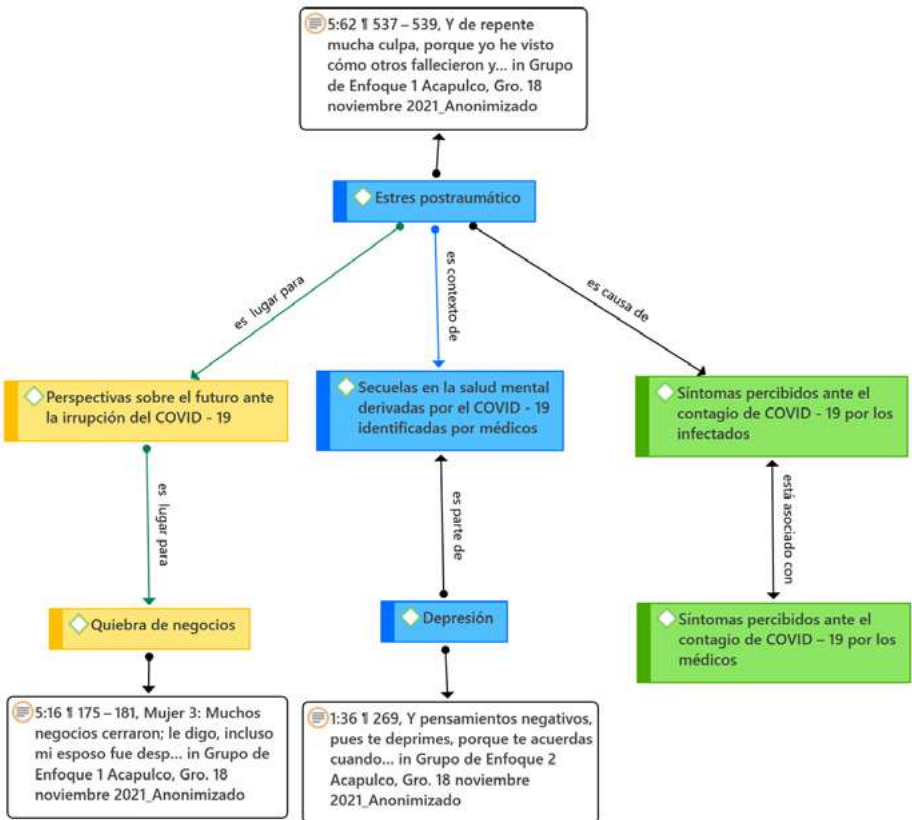 5:62 ¶ 537 – 539, Y de repente
mucha culpa, porque yo he visto
cómo otros fallecieron y... in Grupo
de Enfoque 1 Acapulco, Gro. 18
noviembre 2021_Anonimizado
Estres postraumático
es lugar para
es contexto de
es causa de
Perspectivas sobre el futuro ante
la irrupción del COVID - 19
Secuelas en la salud mental
derivadas por el COVID - 19
identificadas por médicos
Síntomas percibidos ante el
contagio de COVID - 19 por los
infectados
es lugar para
es parte de
está asociado con
Quiebra de negocios
Depresión
Síntomas percibidos ante el
contagio de COVID – 19 por los
médicos
5:16 ¶ 175 – 181, Mujer 3: Muchos
negocios cerraron; le digo, incluso
mi esposo fue desp... in Grupo de
Enfoque 1 Acapulco, Gro. 18
noviembre 2021_Anonimizado
1:36 ¶ 269, Y pensamientos negativos,
pues te deprimes, porque te acuerdas
cuando... in Grupo de Enfoque 2
Acapulco, Gro. 18 noviembre
2021_Anonimizado